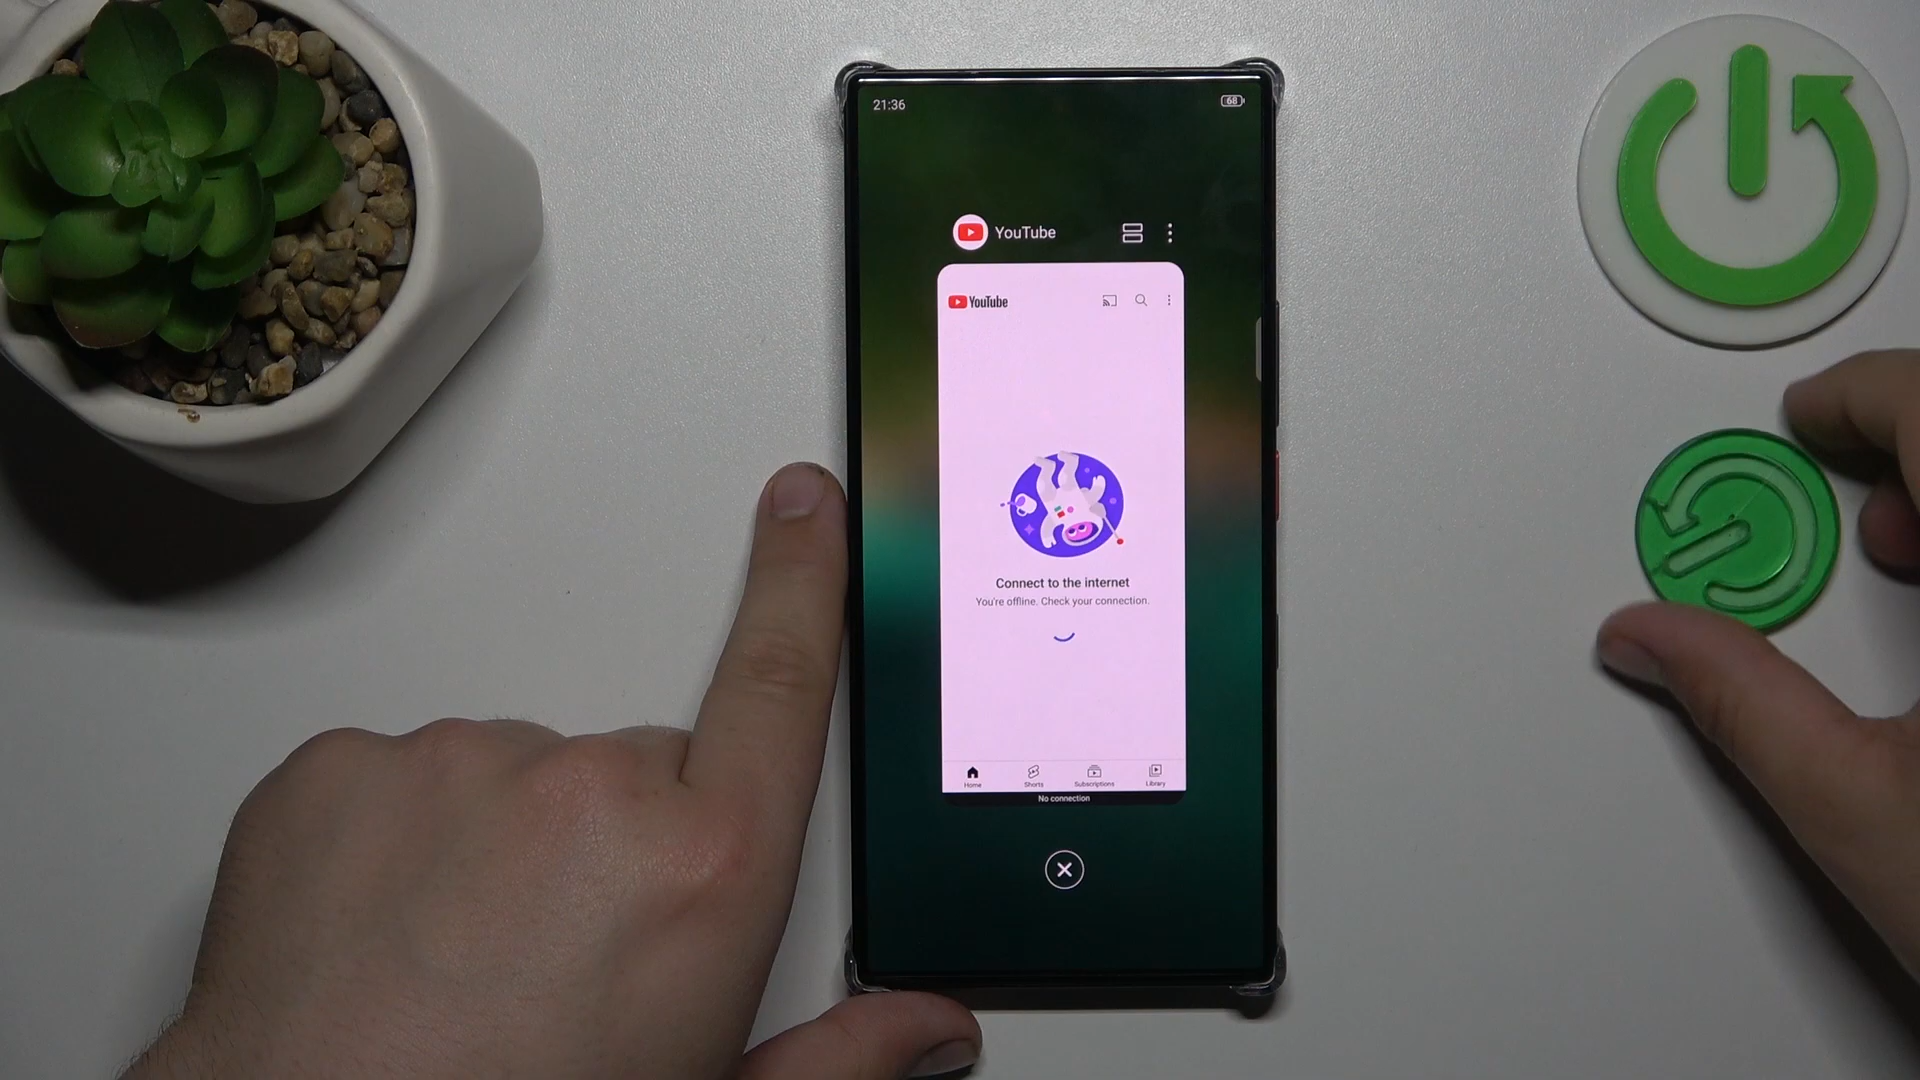 21:36
68
YouTube
YouTube
Connect to the internet
You're offline. Check your connection.
Home
Shorts
Subscriptions
Library
No connection